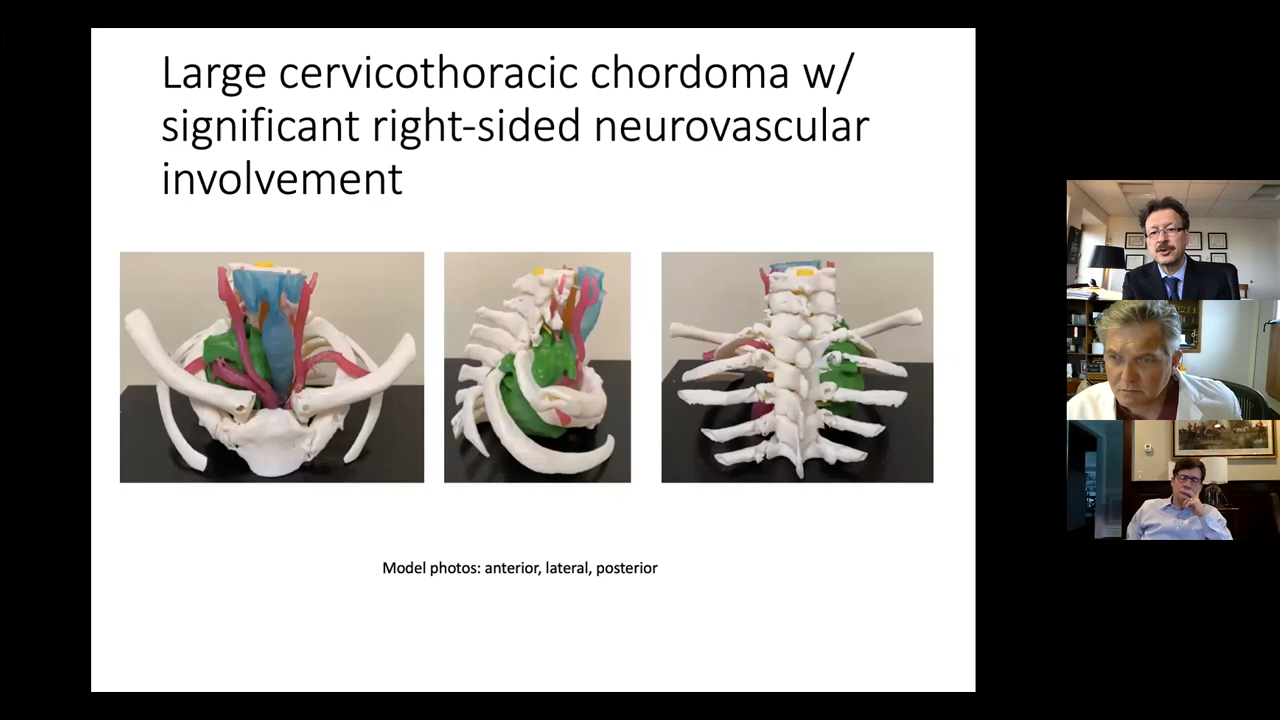 Large cervicothoracic chordoma w/
significant right-sided neurovascular
involvement
Model photos: anterior, lateral, posterior